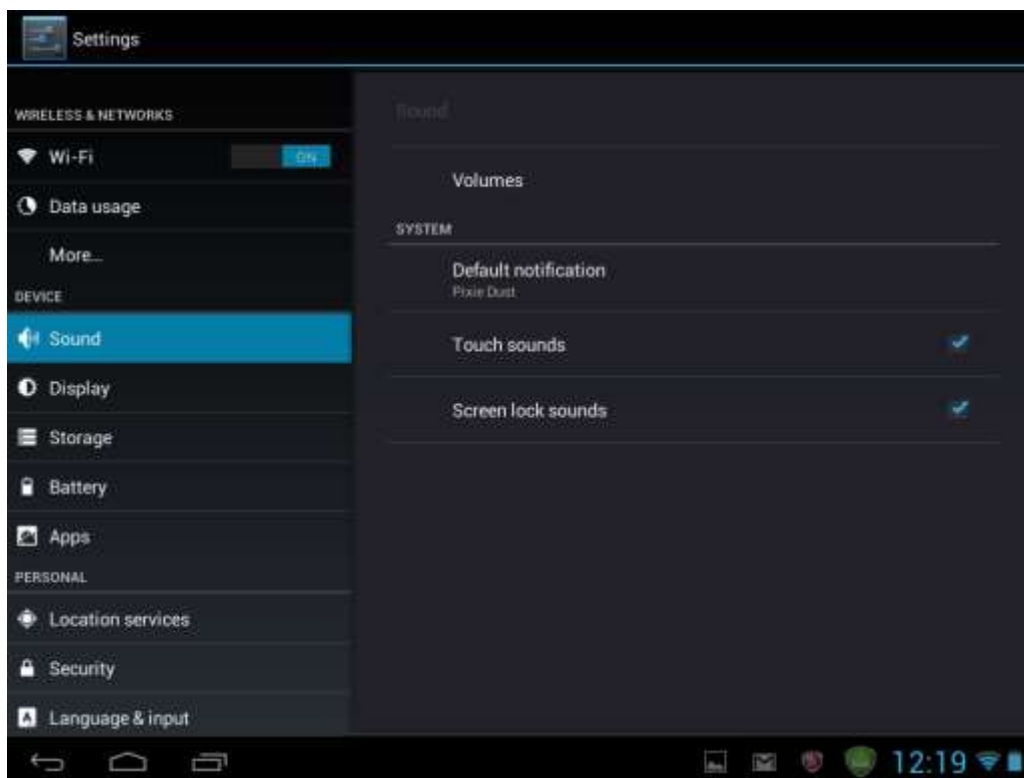 Settings
WIRELESS & NETWORKS
Wi-Fi
ON
Data usage
More...
DEVICE
Sound
Display
Storage
Battery
Apps
PERSONAL
Location services
Security
Language & input
Sound
Volumes
SYSTEM
Default notification
Pixie Dust
Touch sounds
Screen lock sounds
12:19